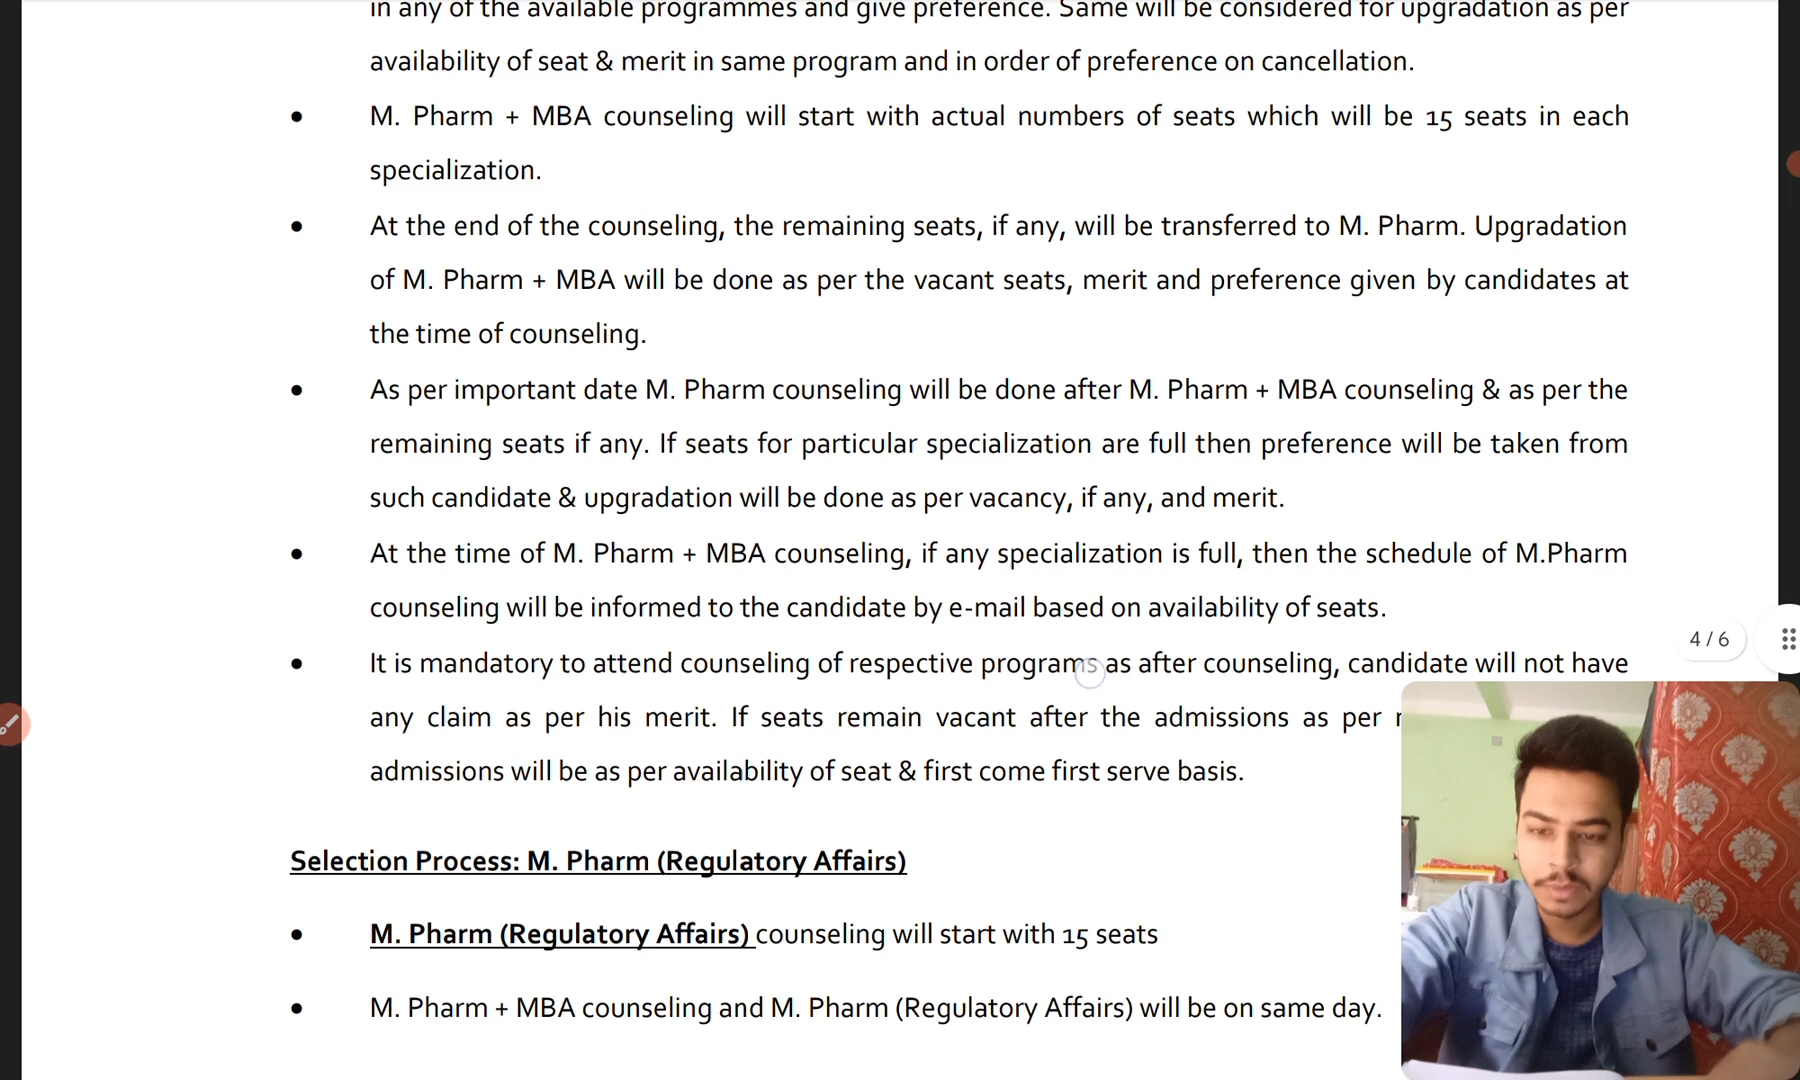 in any of the available programmes and give preference. Same will be considered for upgradation as per
availability of seat & merit in same program and in order of preference on cancellation.
• M. Pharm + MBA counseling will start with actual numbers of seats which will be 15 seats in each
specialization.
• At the end of the counseling, the remaining seats, if any, will be transferred to M. Pharm. Upgradation
of M. Pharm + MBA will be done as per the vacant seats, merit and preference given by candidates at
the time of counseling.
• As per important date M. Pharm counseling will be done after M. Pharm + MBA counseling & as per the
remaining seats if any. If seats for particular specialization are full then preference will be taken from
such candidate & upgradation will be done as per vacancy, if any, and merit.
• At the time of M. Pharm + MBA counseling, if any specialization is full, then the schedule of M.Pharm
counseling will be informed to the candidate by e-mail based on availability of seats.
4 / 6
• It is mandatory to attend counseling of respective programs as after counseling, candidate will not have
any claim as per his merit. If seats remain vacant after the admissions as per
admissions will be as per availability of seat & first come first serve basis.
Selection Process: M. Pharm (Regulatory Affairs)
• M. Pharm (Regulatory Affairs) counseling will start with 15 seats
• M. Pharm + MBA counseling and M. Pharm (Regulatory Affairs) will be on same day.